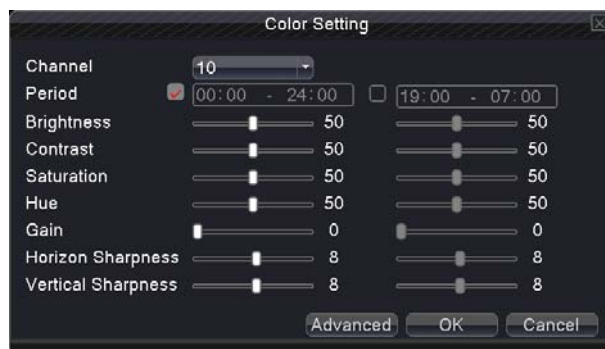 Color Setting
Channel 10
Period 00:00 - 24:00 19:00 - 07:00
Brightness 50 50
Contrast 50 50
Saturation 50 50
Hue 50 50
Gain 0 0
Horizon Sharpness 8 8
Vertical Sharpness 8 8
Advanced OK Cancel